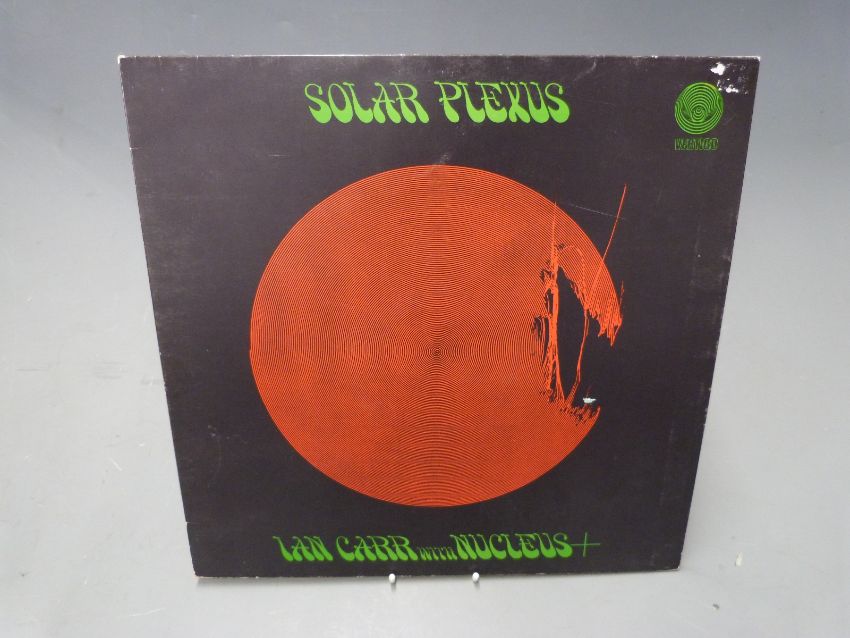 SOLAR PLEXUS
VERTIGO
IAN CARR WITH NUCLEUS+